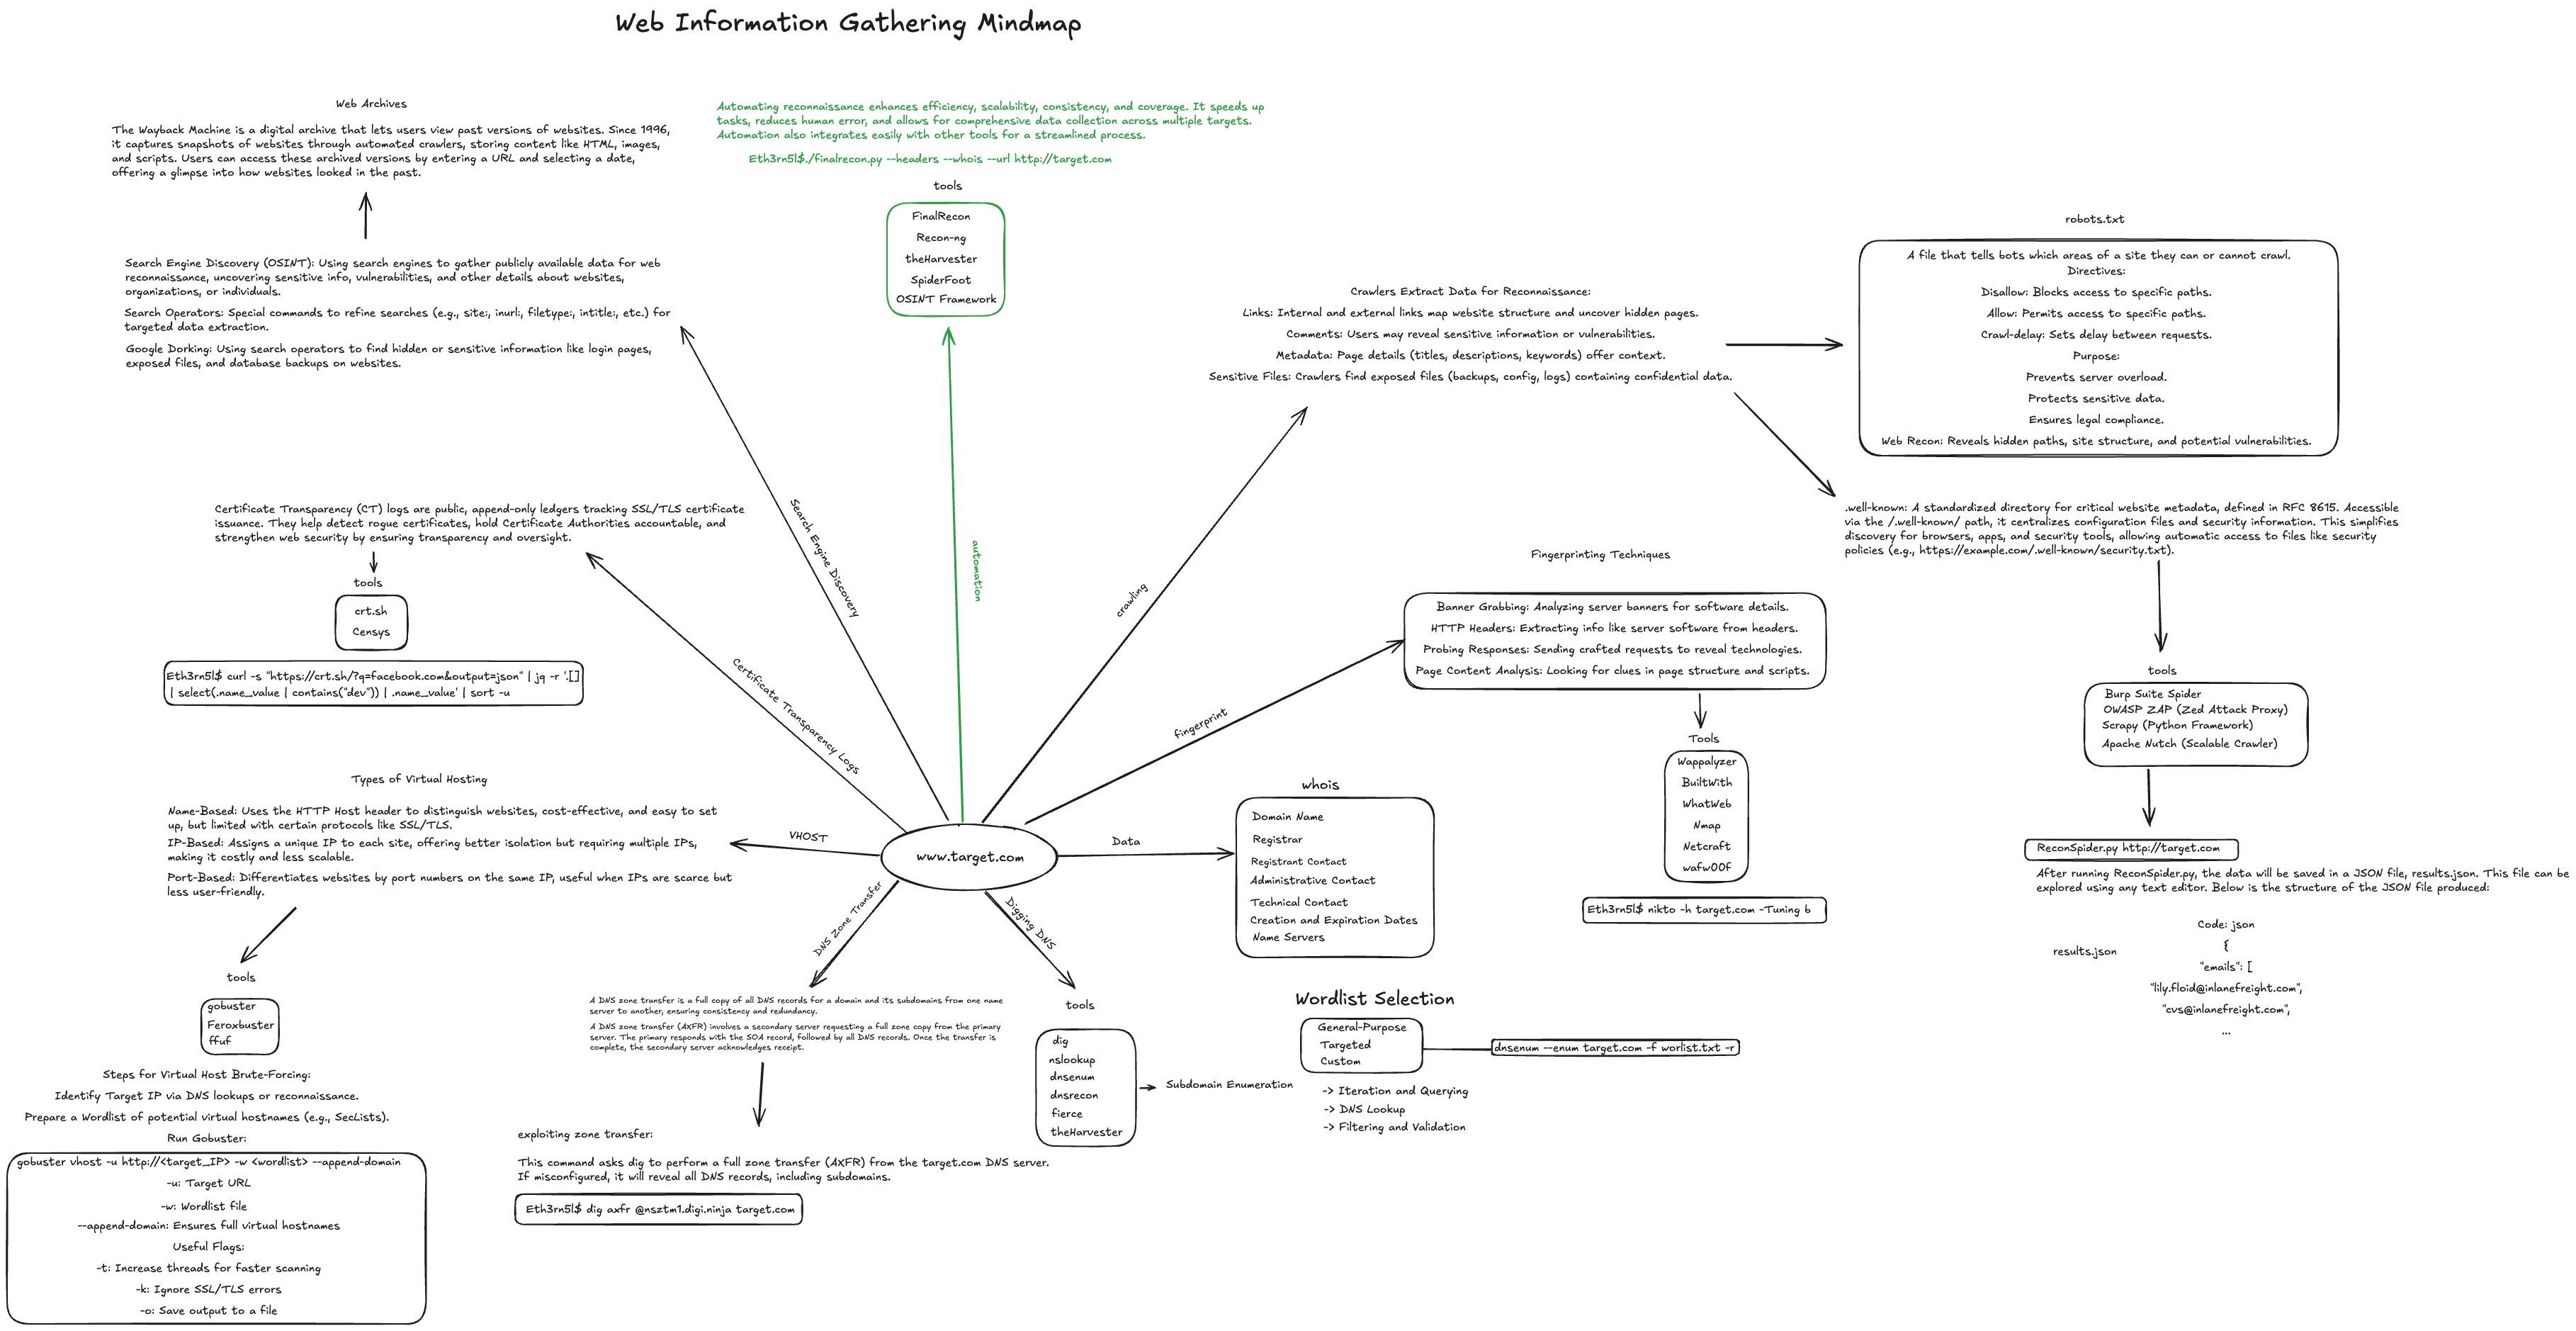 Web Information Gathering Mindmap
Web Archives
The Wayback Machine is a digital archive that lets users view past versions of websites. Since 1996,
it captures snapshots of websites through automated crawlers, storing content like HTML, images,
and scripts. Users can access these archived versions by entering a URL and selecting a date,
offering a glimpse into how websites looked in the past.
Search Engine Discovery (OSINT): Using search engines to gather publicly available data for web
reconnaissance, uncovering sensitive info, vulnerabilities, and other details about websites,
organizations, or individuals.
Search Operators: Special commands to refine searches (e.g., site:, inurl:, filetype:, intitle:, etc.) for
targeted data extraction.
Google Dorking: Using search operators to find hidden or sensitive information like login pages,
exposed files, and database backups on websites.
Search Engine Discovery
Automating reconnaissance enhances efficiency, scalability, consistency, and coverage. It speeds up
tasks, reduces human error, and allows for comprehensive data collection across multiple targets.
Automation also integrates easily with other tools for a streamlined process.
Eth3rn5l$./finalrecon.py --headers --whois --url http://target.com
tools
FinalRecon
Recon-ng
theHarvester
SpiderFoot
OSINT Framework
automation
Crawlers Extract Data for Reconnaissance:
Links: Internal and external links map website structure and uncover hidden pages.
Comments: Users may reveal sensitive information or vulnerabilities.
Metadata: Page details (titles, descriptions, keywords) offer context.
Sensitive Files: Crawlers find exposed files (backups, config, logs) containing confidential data.
crawling
robots.txt
A file that tells bots which areas of a site they can or cannot crawl.
Directives:
Disallow: Blocks access to specific paths.
Allow: Permits access to specific paths.
Crawl-delay: Sets delay between requests.
Purpose:
Prevents server overload.
Protects sensitive data.
Ensures legal compliance.
Web Recon: Reveals hidden paths, site structure, and potential vulnerabilities.
.well-known: A standardized directory for critical website metadata, defined in RFC 8615. Accessible
via the /.well-known/ path, it centralizes configuration files and security information. This simplifies
discovery for browsers, apps, and security tools, allowing automatic access to files like security
policies (e.g., https://example.com/.well-known/security.txt).
tools
Burp Suite Spider
OWASP ZAP (Zed Attack Proxy)
Scrapy (Python Framework)
Apache Nutch (Scalable Crawler)
ReconSpider.py http://target.com
After running ReconSpider.py, the data will be saved in a JSON file, results.json. This file can be
explored using any text editor. Below is the structure of the JSON file produced:
Code: json
results.json
{
"emails": [
"lily.floid@inlanefreight.com",
"cvs@inlanefreight.com",
...
Certificate Transparency (CT) logs are public, append-only ledgers tracking SSL/TLS certificate
issuance. They help detect rogue certificates, hold Certificate Authorities accountable, and
strengthen web security by ensuring transparency and oversight.
tools
crt.sh
Censys
Eth3rn5l$ curl -s "https://crt.sh/?q=facebook.com&output=json" | jq -r '.[]
| select(.name_value | contains("dev")) | .name_value' | sort -u
Certificate Transparency Logs
Fingerprinting Techniques
Banner Grabbing: Analyzing server banners for software details.
HTTP Headers: Extracting info like server software from headers.
Probing Responses: Sending crafted requests to reveal technologies.
Page Content Analysis: Looking for clues in page structure and scripts.
fingerprint
Tools
Wappalyzer
BuiltWith
WhatWeb
Nmap
Netcraft
wafw00f
Eth3rn5l$ nikto -h target.com -Tuning b
Types of Virtual Hosting
Name-Based: Uses the HTTP Host header to distinguish websites, cost-effective, and easy to set
up, but limited with certain protocols like SSL/TLS.
IP-Based: Assigns a unique IP to each site, offering better isolation but requiring multiple IPs,
making it costly and less scalable.
Port-Based: Differentiates websites by port numbers on the same IP, useful when IPs are scarce but
less user-friendly.
VHOST
www.target.com
Data
whois
Domain Name
Registrar
Registrant Contact
Administrative Contact
Technical Contact
Creation and Expiration Dates
Name Servers
tools
gobuster
Feroxbuster
ffuf
Steps for Virtual Host Brute-Forcing:
Identify Target IP via DNS lookups or reconnaissance.
Prepare a Wordlist of potential virtual hostnames (e.g., SecLists).
Run Gobuster:
gobuster vhost -u http://<target_IP> -w <wordlist> --append-domain
-u: Target URL
-w: Wordlist file
--append-domain: Ensures full virtual hostnames
Useful Flags:
-t: Increase threads for faster scanning
-k: Ignore SSL/TLS errors
-o: Save output to a file
DNS Zone Transfer
A DNS zone transfer is a full copy of all DNS records for a domain and its subdomains from one name
server to another, ensuring consistency and redundancy.
A DNS zone transfer (AXFR) involves a secondary server requesting a full zone copy from the primary
server. The primary responds with the SOA record, followed by all DNS records. Once the transfer is
complete, the secondary server acknowledges receipt.
exploiting zone transfer:
This command asks dig to perform a full zone transfer (AXFR) from the target.com DNS server.
If misconfigured, it will reveal all DNS records, including subdomains.
Eth3rn5l$ dig axfr @nsztm1.digi.ninja target.com
Digging DNS
tools
dig
nslookup
dnsenum
dnsrecon
fierce
theHarvester
Subdomain Enumeration
Wordlist Selection
General-Purpose
Targeted
Custom
dnsenum --enum target.com -f worlist.txt -r
-> Iteration and Querying
-> DNS Lookup
-> Filtering and Validation